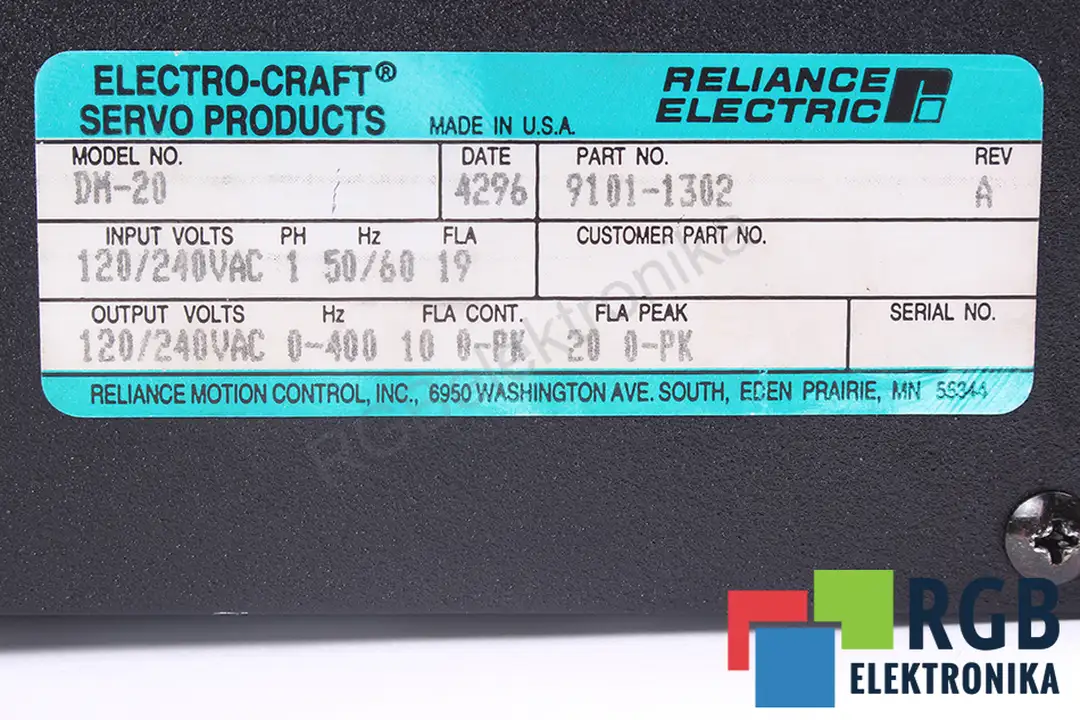 ELECTRO-CRAFT® RELIANCE
SERVO PRODUCTS MADE IN U.S.A. ELECTRIC
MODEL NO. DATE PART NO. REV
DM-20 4296 9101-1302 A
INPUT VOLTS PH Hz FLA CUSTOMER PART NO.
120/240VAC 1 50/60 19
OUTPUT VOLTS Hz FLA CONT. FLA PEAK SERIAL NO.
120/240VAC 0-400 10 0-PK 20 0-PK
RELIANCE MOTION CONTROL, INC., 6950 WASHINGTON AVE. SOUTH, EDEN PRAIRIE, MN 55344
RGB elektronika
RGB
ELEKTRONIKA